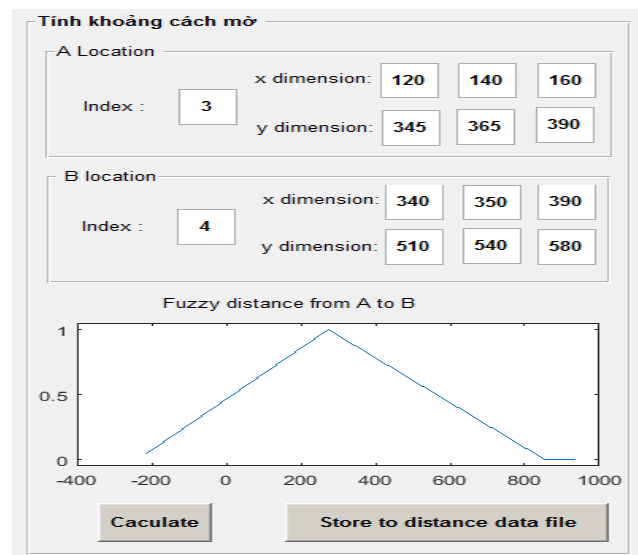 Tính khoảng cách mờ
A Location
x dimension: 120 140 160
Index : 3
y dimension: 345 365 390
B location
x dimension: 340 350 390
Index : 4
y dimension: 510 540 580
Fuzzy distance from A to B
1
0.5
0
-400 -200 0 200 400 600 800 1000
Caculate Store to distance data file